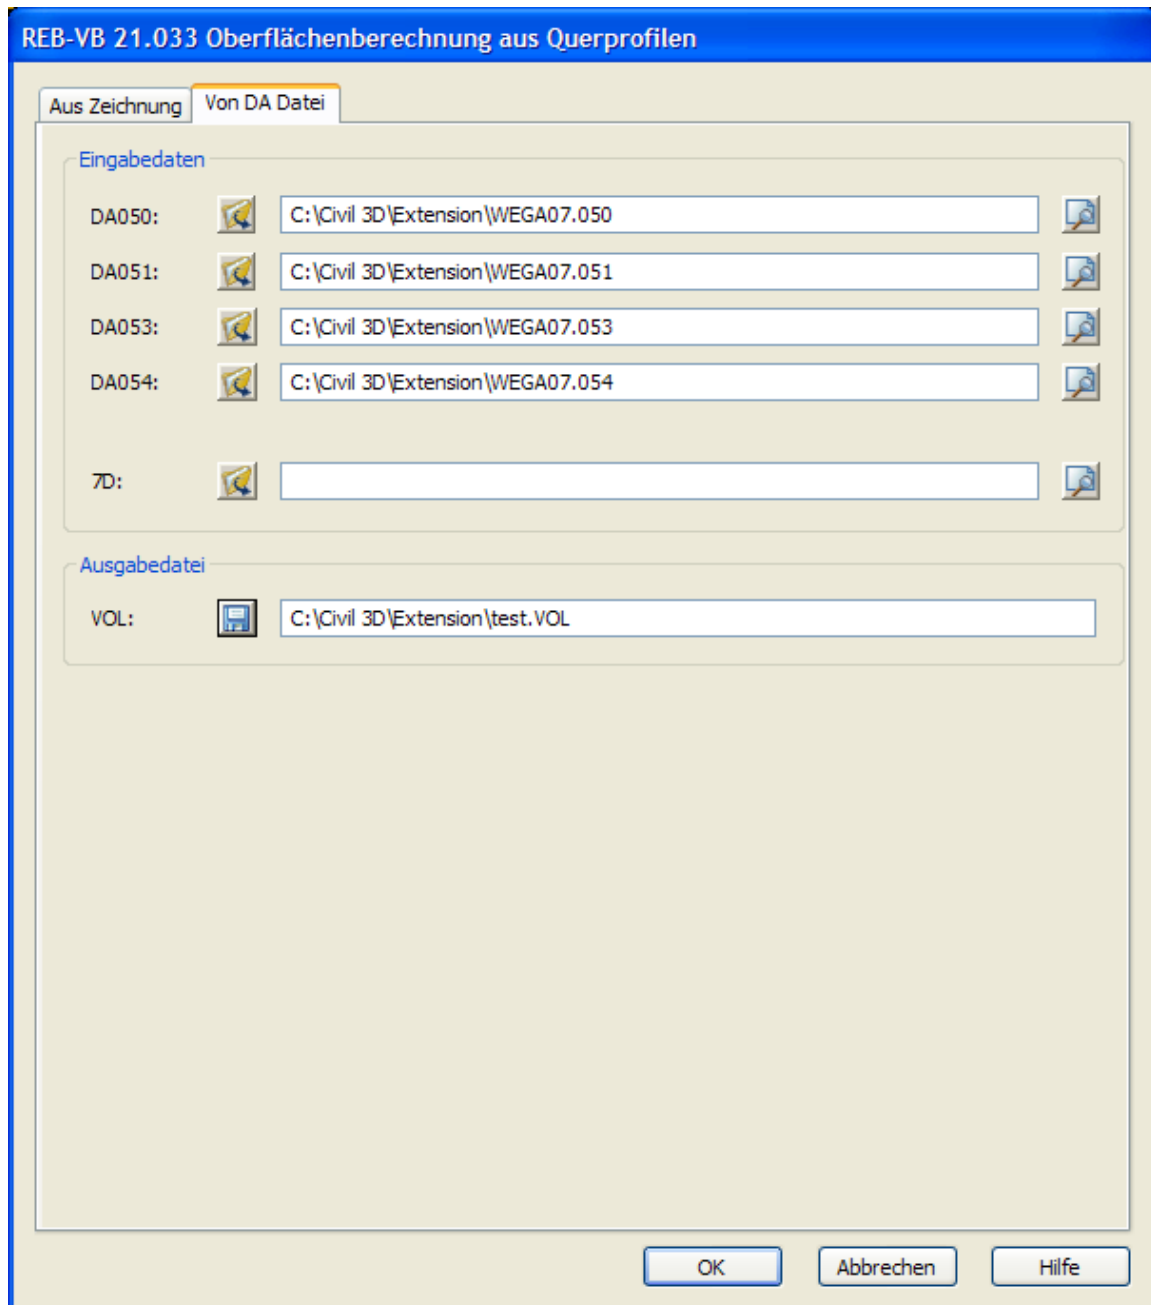 REB-VB 21.033 Oberflächenberechnung aus Querprofilen
Aus Zeichnung Von DA Datei
Eingabedaten
DA050: C:\Civil 3D\Extension\WEGA07.050
DA051: C:\Civil 3D\Extension\WEGA07.051
DA053: C:\Civil 3D\Extension\WEGA07.053
DA054: C:\Civil 3D\Extension\WEGA07.054
7D:
Ausgabedatei
VOL: C:\Civil 3D\Extension\test.VOL
OK Abbrechen Hilfe